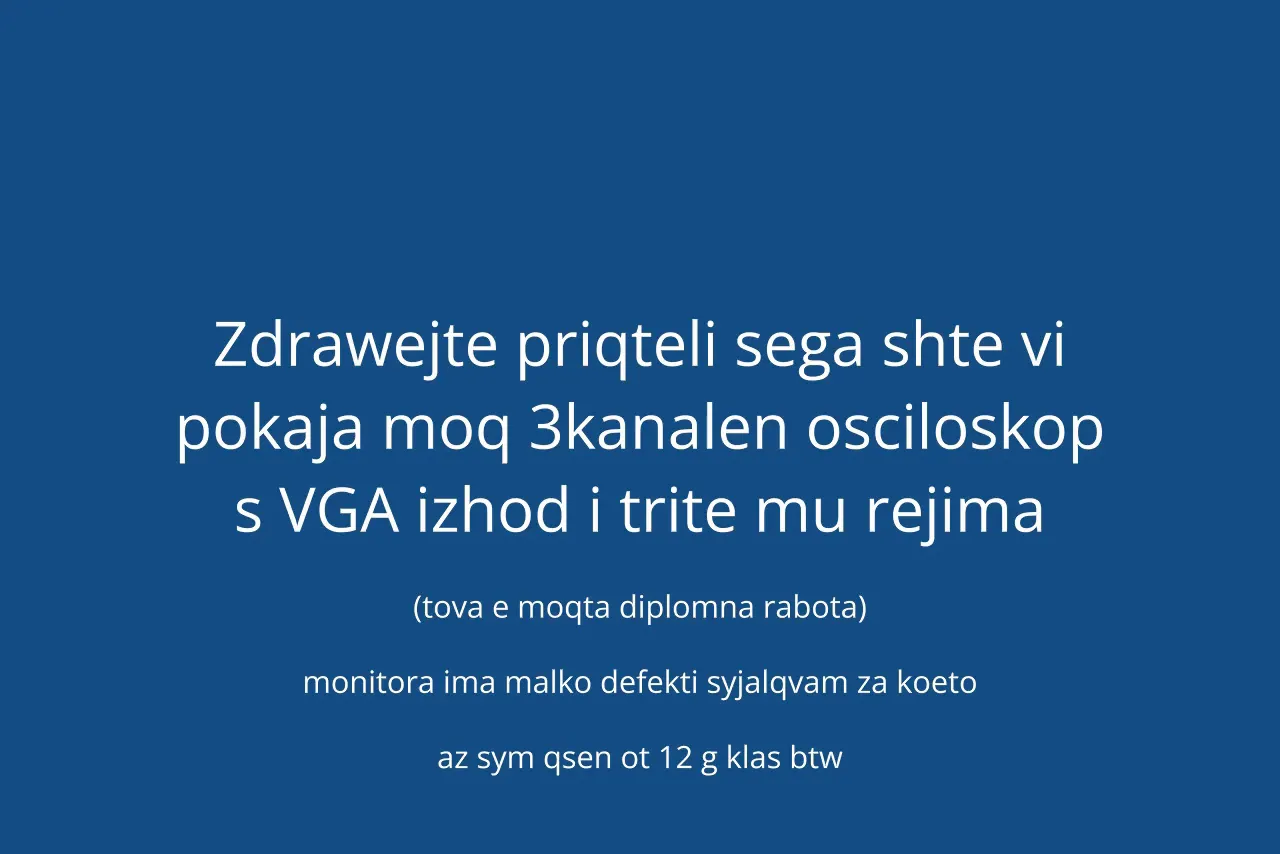 Zdrawejte priqteli sega shte vi
pokaja moq 3kanalen osciloskop
s VGA izhod i trite mu rejima
(tova e moqta diplomna rabota)
monitora ima malko defekti syjalqvam za koeto
az sym qsen ot 12 g klas btw